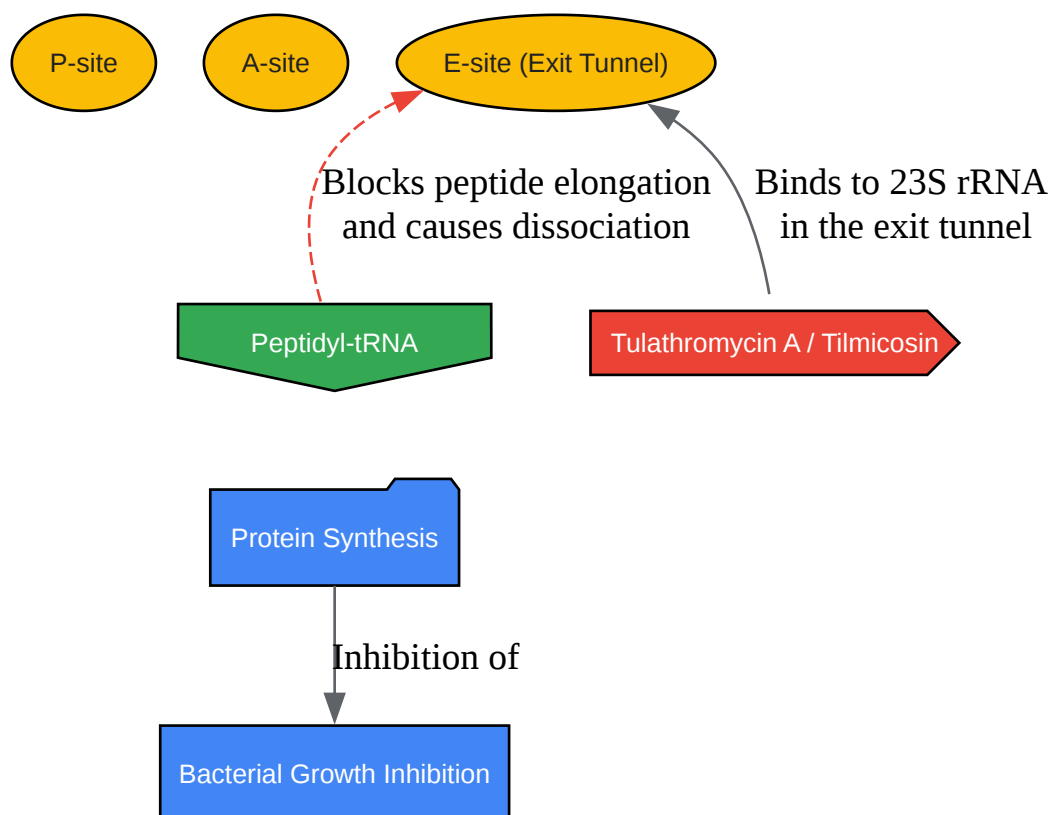 P-site
A-site
E-site (Exit Tunnel)
Blocks peptide elongation
and causes dissociation
Binds to 23S rRNA
in the exit tunnel
Peptidyl-tRNA
Tulathromycin A / Tilmicosin
Protein Synthesis
Inhibition of
Bacterial Growth Inhibition